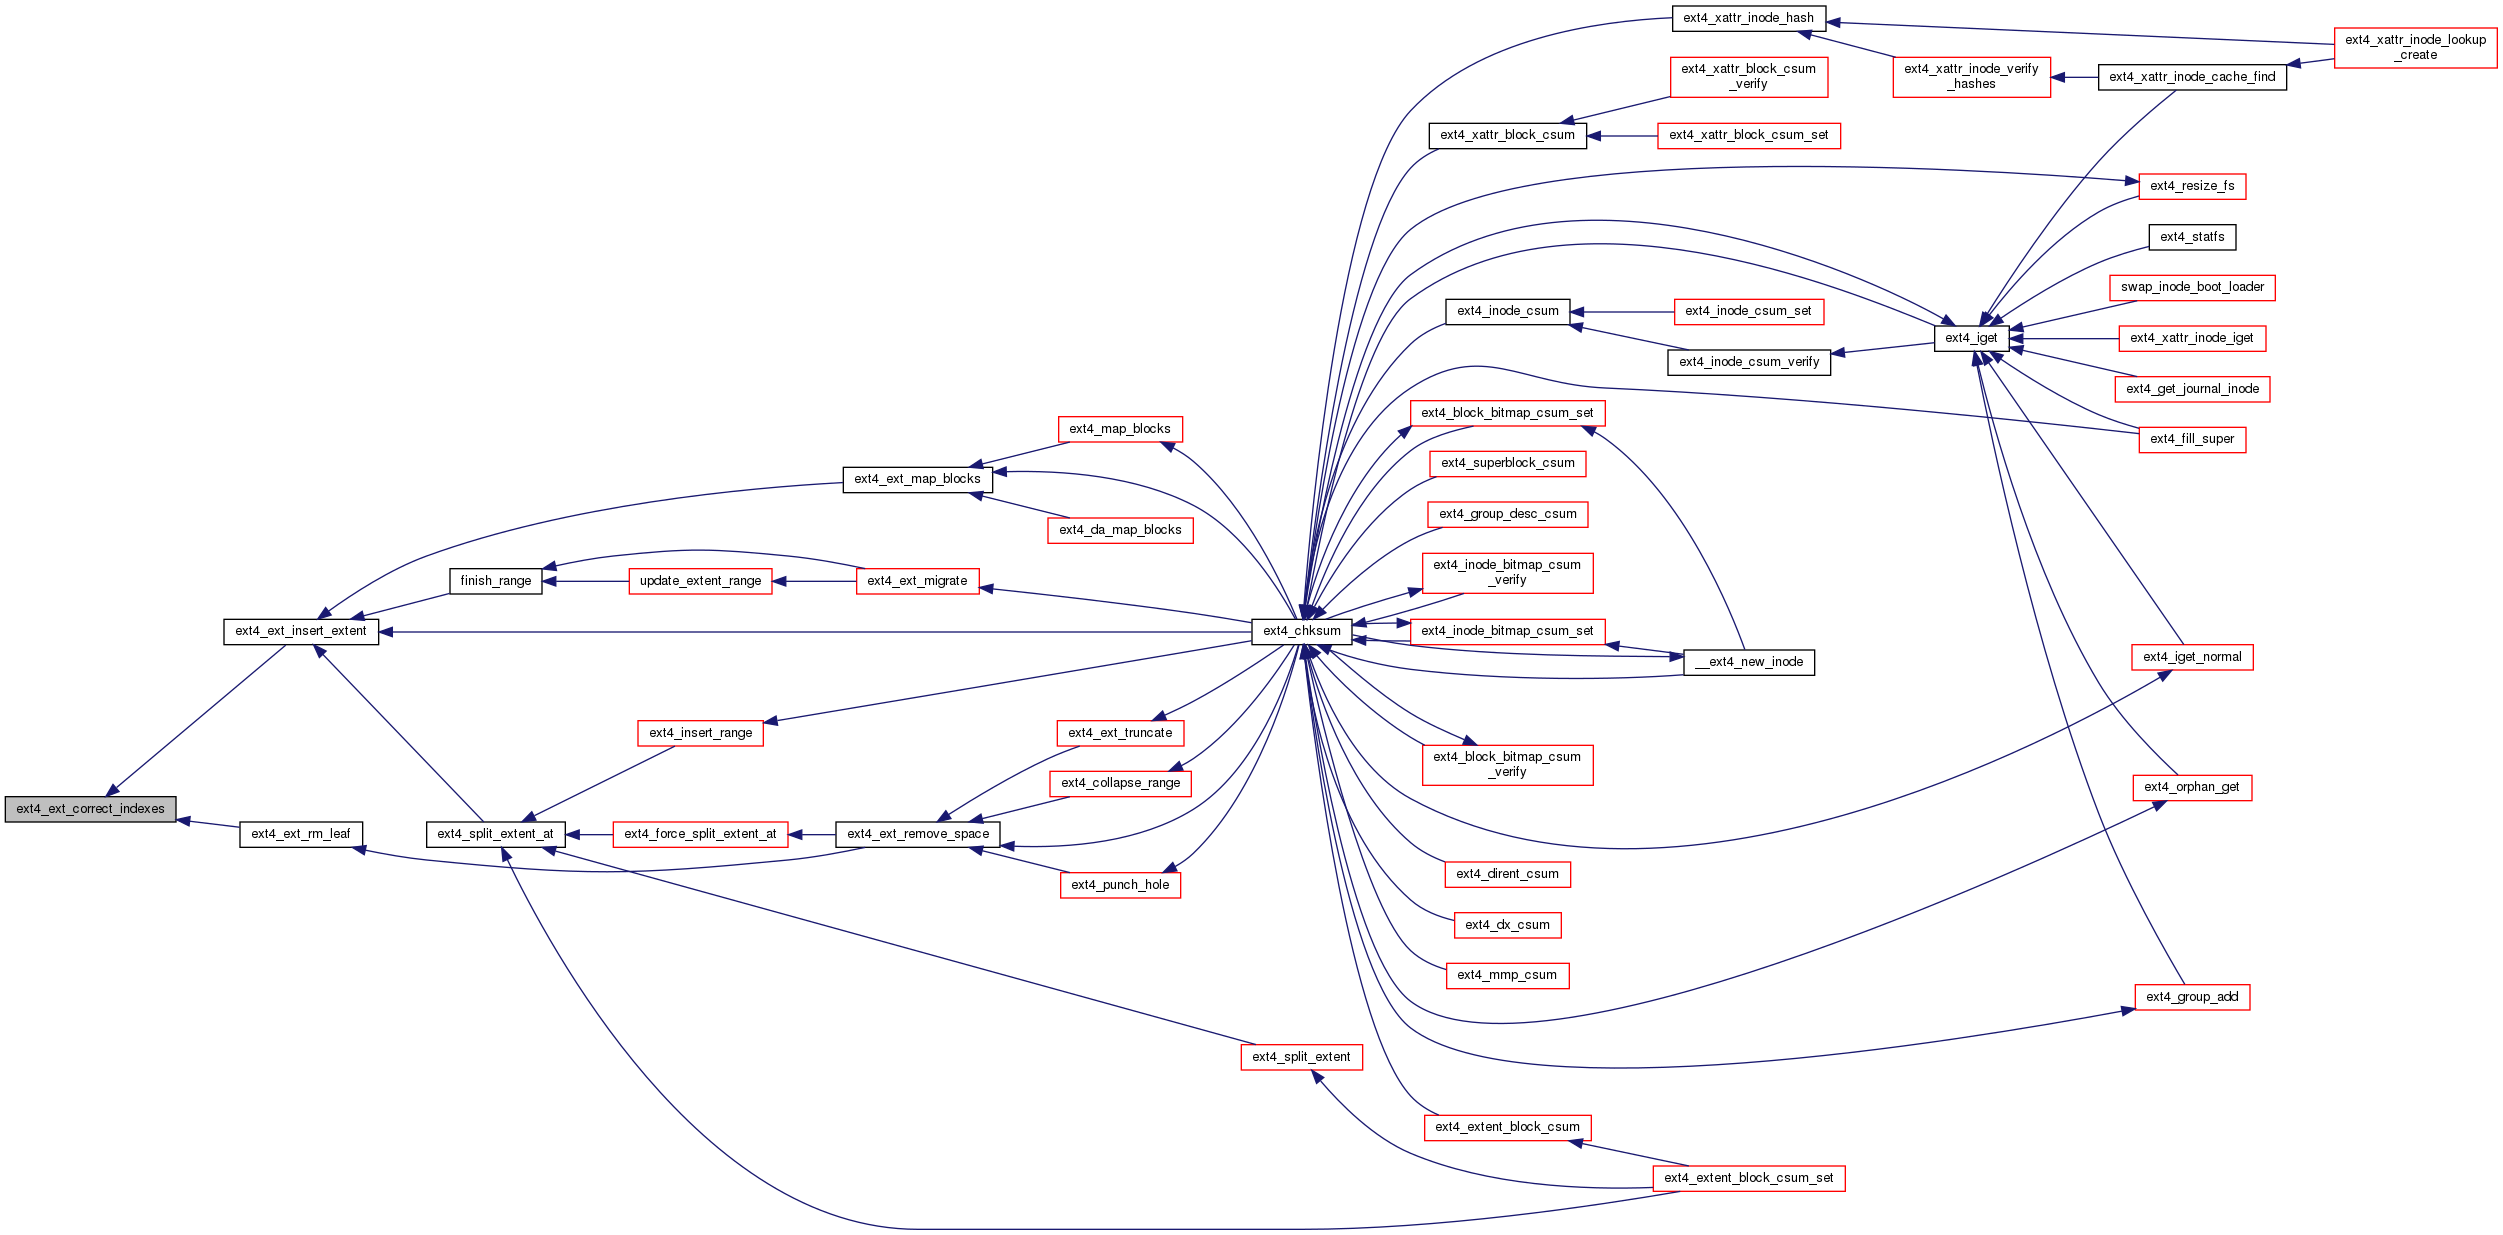 ext4_xattr_inode_hash
ext4_xattr_inode_lookup
_create
ext4_xattr_block_csum
_verify
ext4_xattr_inode_verify
_hashes
ext4_xattr_inode_cache_find
ext4_xattr_block_csum
ext4_xattr_block_csum_set
ext4_resize_fs
ext4_statfs
swap_inode_boot_loader
ext4_inode_csum
ext4_inode_csum_set
ext4_iget
ext4_xattr_inode_iget
ext4_inode_csum_verify
ext4_get_journal_inode
ext4_map_blocks
ext4_block_bitmap_csum_set
ext4_fill_super
ext4_ext_map_blocks
ext4_superblock_csum
ext4_da_map_blocks
ext4_group_desc_csum
finish_range
update_extent_range
ext4_ext_migrate
ext4_inode_bitmap_csum
_verify
ext4_ext_insert_extent
ext4_chksum
ext4_inode_bitmap_csum_set
__ext4_new_inode
ext4_iget_normal
ext4_insert_range
ext4_ext_truncate
ext4_block_bitmap_csum
_verify
ext4_collapse_range
ext4_orphan_get
ext4_ext_correct_indexes
ext4_ext_rm_leaf
ext4_split_extent_at
ext4_force_split_extent_at
ext4_ext_remove_space
ext4_punch_hole
ext4_dirent_csum
ext4_dx_csum
ext4_mmp_csum
ext4_group_add
ext4_split_extent
ext4_extent_block_csum
ext4_extent_block_csum_set